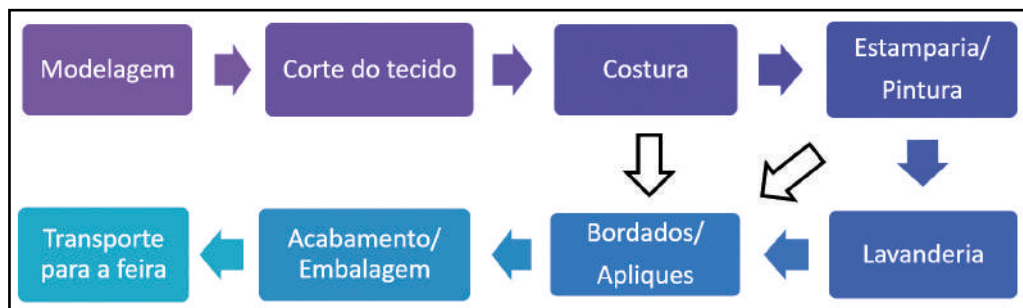 Modelagem
Corte do tecido
Costura
Estamparia/
Pintura
Lavanderia
Bordados/
Apliques
Acabamento/
Embalagem
Transporte
para a feira